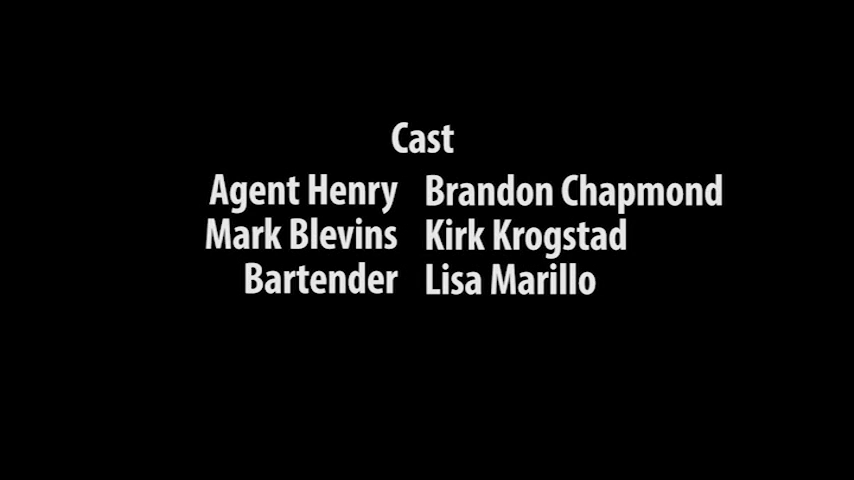 Cast
Agent Henry Brandon Chapmond
Mark Blevins Kirk Krogstad
Bartender Lisa Marillo